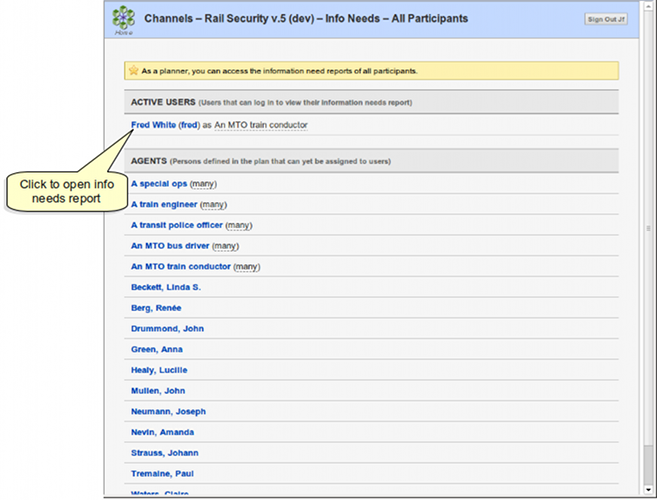 Channels – Rail Security v.5 (dev) – Info Needs – All Participants
Sign Out Jf
Home
As a planner, you can access the information need reports of all participants.
ACTIVE USERS (Users that can log in to view their information needs report)
Fred White (fred) as An MTO train conductor
Click to open info
needs report
AGENTS (Persons defined in the plan that can yet be assigned to users)
A special ops (many)
A train engineer (many)
A transit police officer (many)
An MTO bus driver (many)
An MTO train conductor (many)
Beckett, Linda S.
Berg, Renée
Drummond, John
Green, Anna
Healy, Lucille
Mullen, John
Neumann, Joseph
Nevin, Amanda
Strauss, Johann
Tremaine, Paul
Waters, Claire